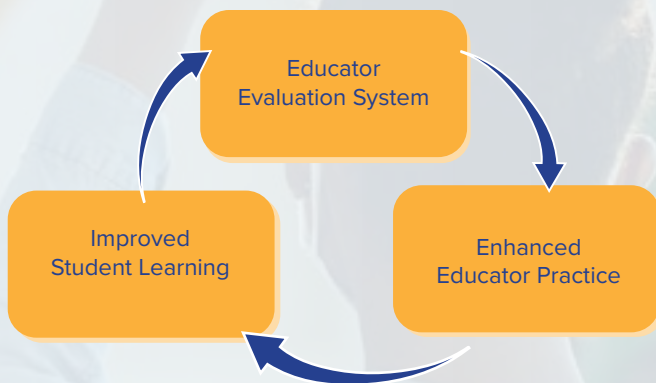 Educator
Evaluation System
Improved
Student Learning
Enhanced
Educator Practice